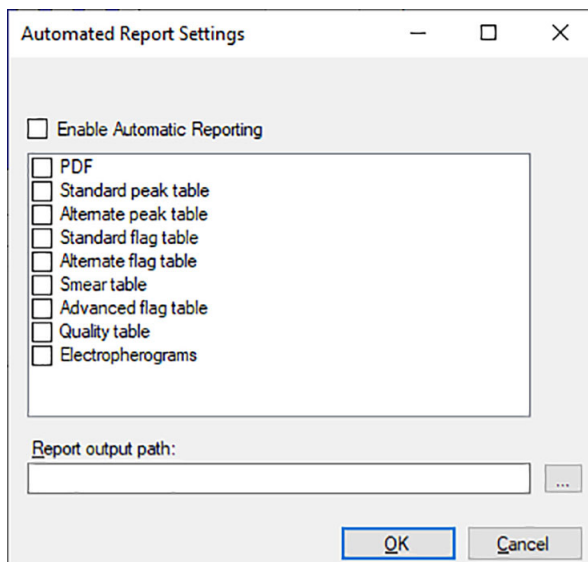 Automated Report Settings
Enable Automatic Reporting
PDF
Standard peak table
Alternate peak table
Standard flag table
Alternate flag table
Smear table
Advanced flag table
Quality table
Electropherograms
Report output path:
...
OK
Cancel